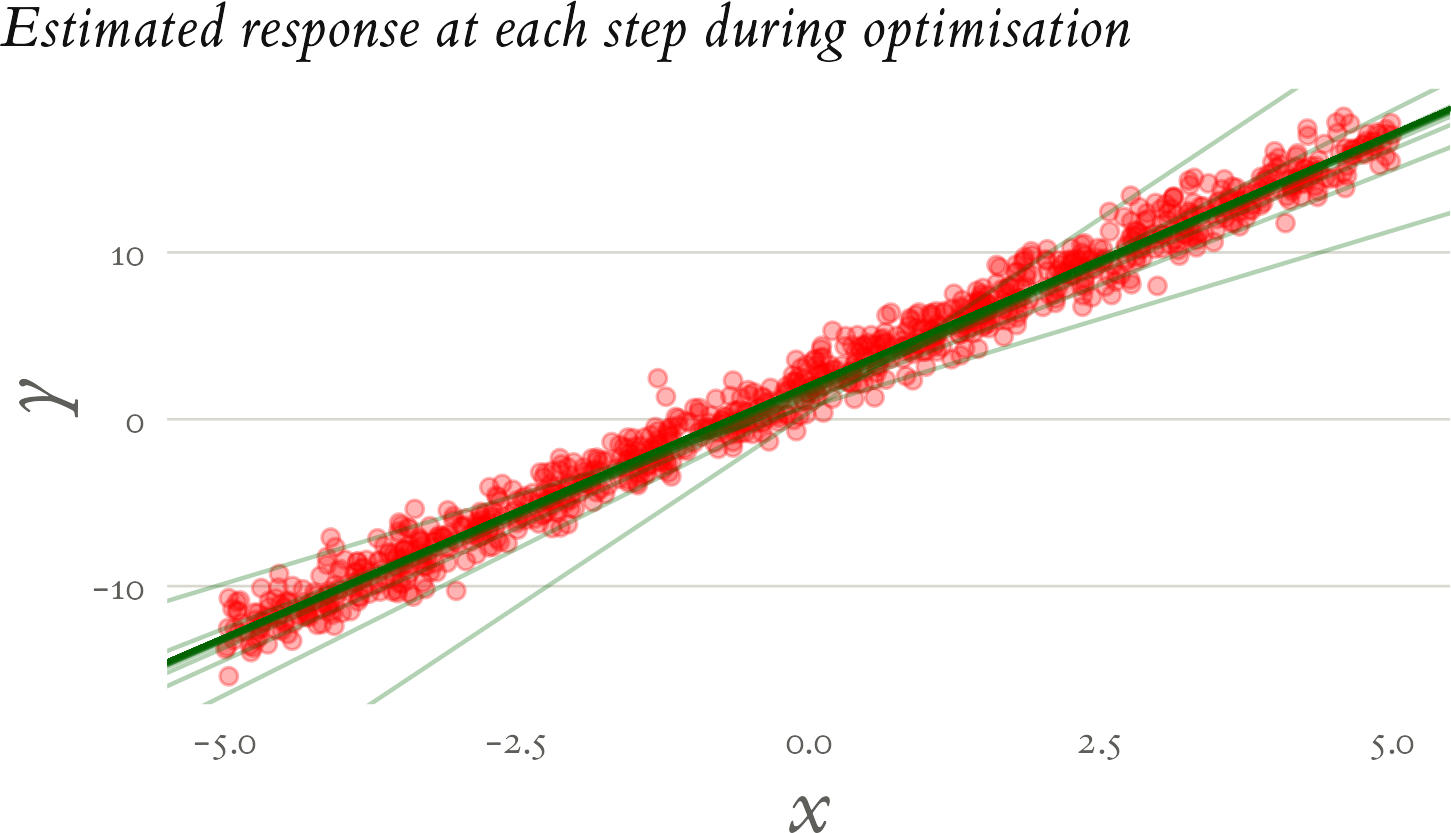 Estimated response at each step during optimisation
10
0
−10
y
−5.0
−2.5
0.0
2.5
5.0
x